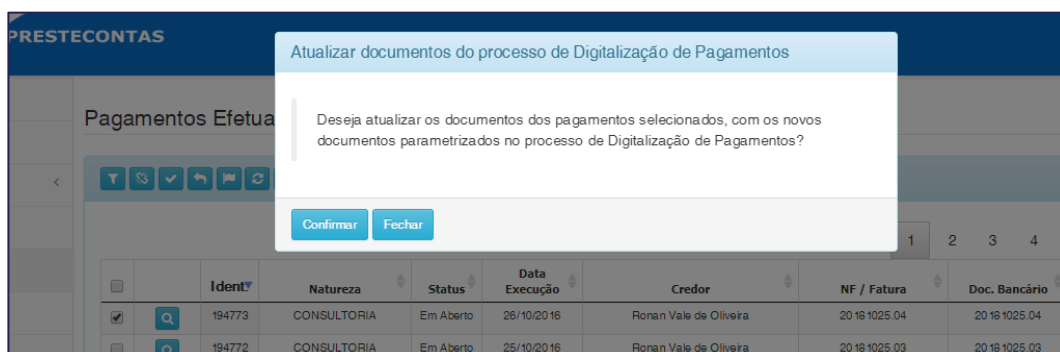 PRESTECONTAS
Atualizar documentos do processo de Digitalização de Pagamentos
Pagamentos Efetua
Deseja atualizar os documentos dos pagamentos selecionados, com os novos
documentos parametrizados no processo de Digitalização de Pagamentos?
Confirmar Fechar
1 2 3 4
Ident. Natureza Status Data Execução Credor NF / Fatura Doc. Bancário
194773 CONSULTORIA Em Aberto 26/10/2016 Ronan Vale de Oliveira 20181025.04 20181025.04
194772 CONSULTORIA Em Aberto 25/10/2016 Ronan Vale de Oliveira 20181025.03 20181025.03